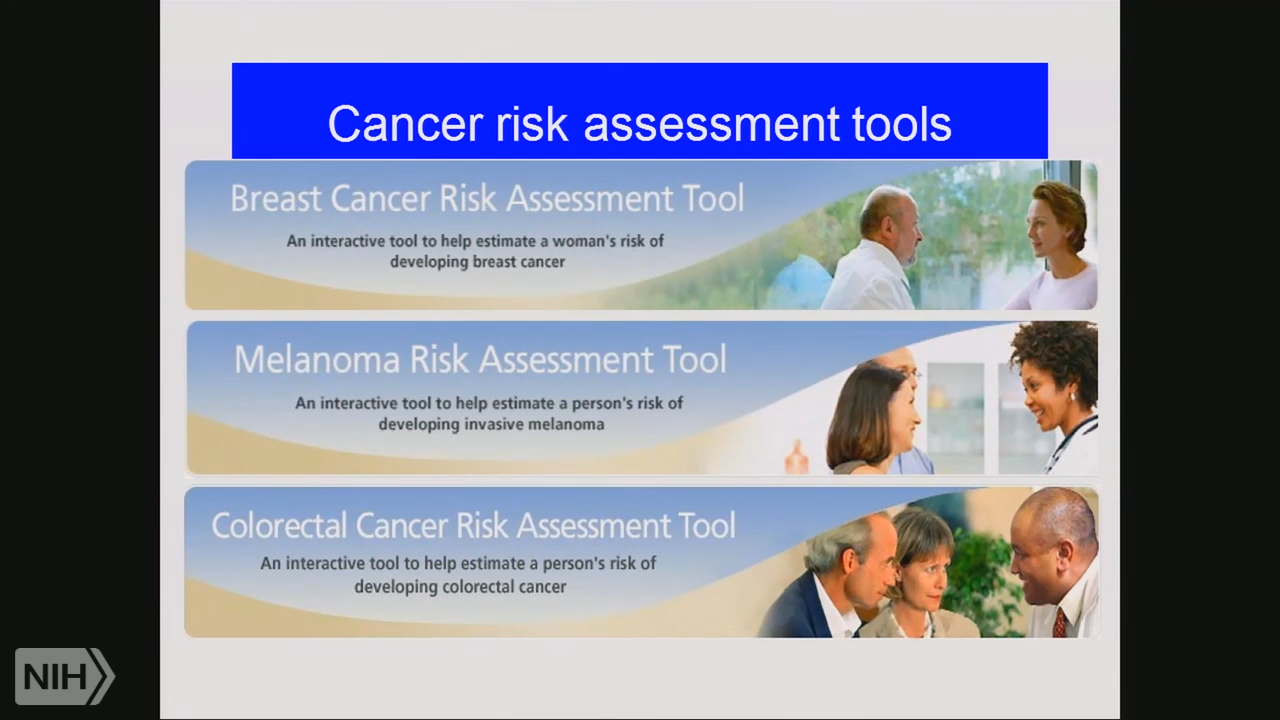 Cancer risk assessment tools
Breast Cancer Risk Assessment Tool
An interactive tool to help estimate a woman's risk of
developing breast cancer
Melanoma Risk Assessment Tool
An interactive tool to help estimate a person's risk of
developing invasive melanoma
Colorectal Cancer Risk Assessment Tool
An interactive tool to help estimate a person's risk of
developing colorectal cancer
NIH